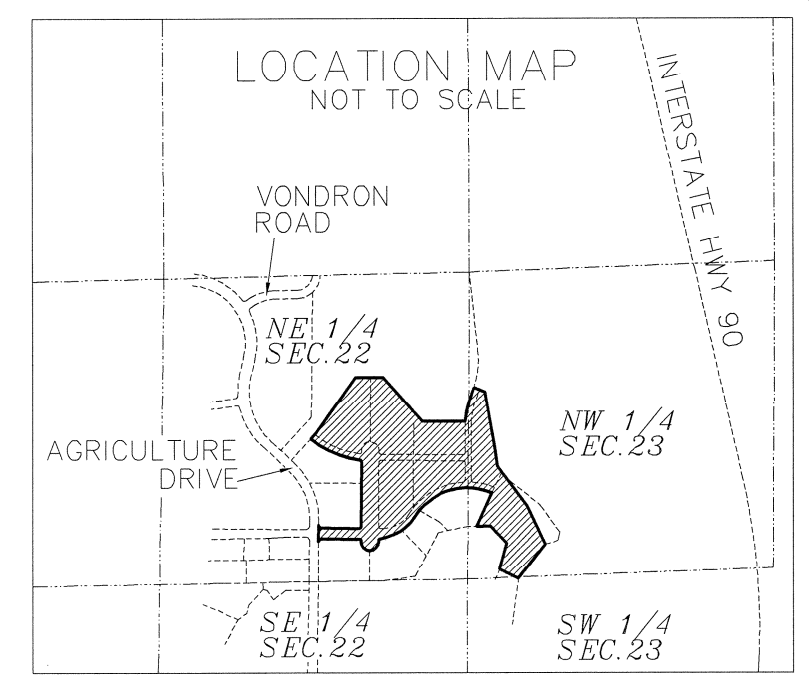 LOCATION MAP
NOT TO SCALE
INTERSTATE HWY 90
VONDRON
ROAD
NE 1/4
SEC.22
NW 1/4
SEC.23
AGRICULTURE
DRIVE
SE 1/4
SEC.22
SW 1/4
SEC.23